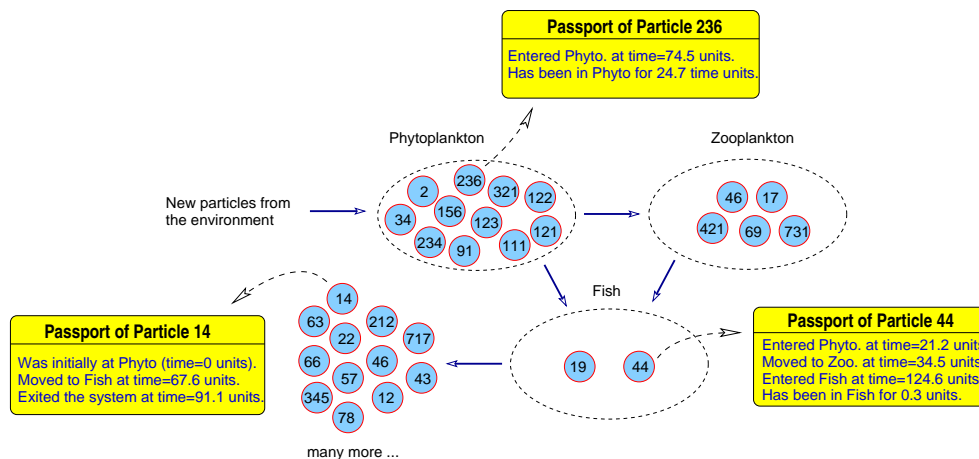 Passport of Particle 236
Entered Phyto. at time=74.5 units.
Has been in Phyto for 24.7 time units.
Phytoplankton
Zooplankton
New particles from
the environment
2
236
321
122
34
156
123
121
234
91
111
46
17
421
69
731
Fish
19
44
14
63
212
22
717
66
46
57
43
345
12
78
many more ...
Passport of Particle 14
Was initially at Phyto (time=0 units).
Moved to Fish at time=67.6 units.
Exited the system at time=91.1 units.
Passport of Particle 44
Entered Phyto. at time=21.2 units
Moved to Zoo. at time=34.5 units.
Entered Fish at time=124.6 units.
Has been in Fish for 0.3 units.